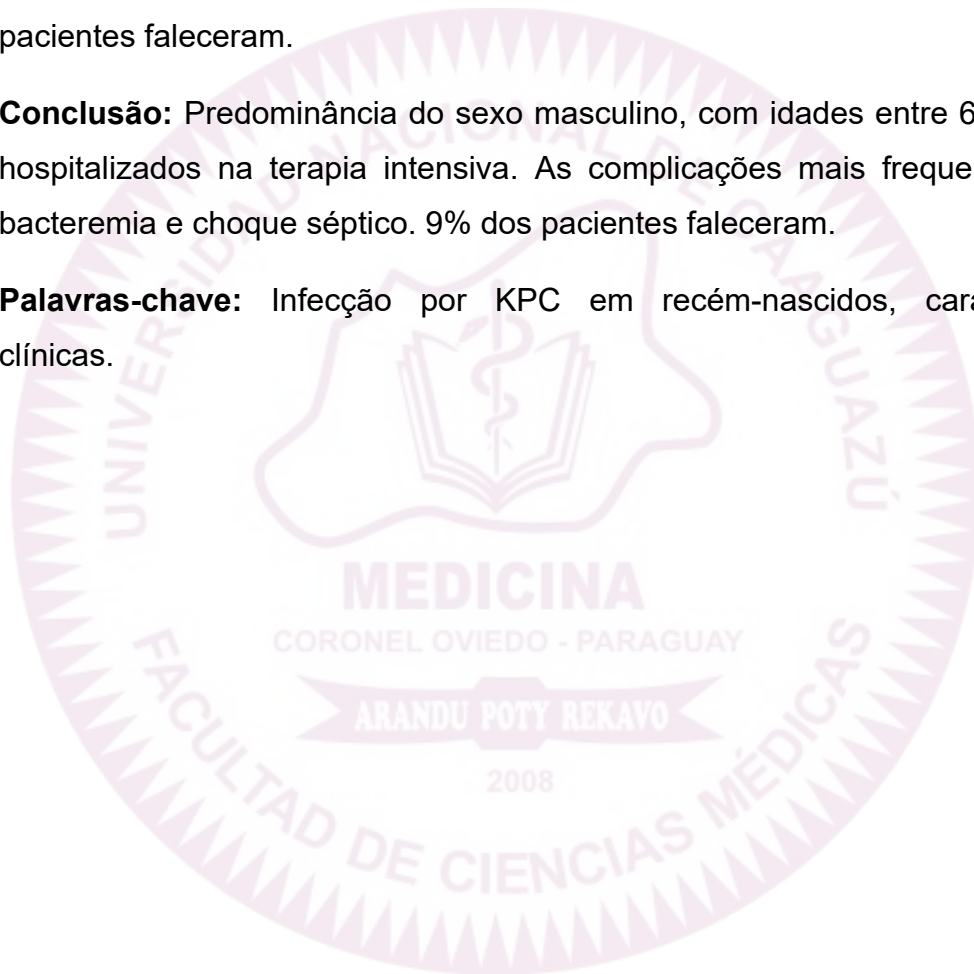 pacientes faleceram.
Conclusão: Predominância do sexo masculino, com idades entre 6
hospitalizados na terapia intensiva. As complicações mais freque
bacteremia e choque séptico. 9% dos pacientes faleceram.
Palavras-chave: Infecção por KPC em recém-nascidos, cara
clínicas.
UNIVERSIDAD NACIONAL DE CAAGUAZÚ
MEDICINA
CORONEL OVIEDO - PARAGUAY
ARANDU POTY REKAVO
2008
FACULTAD DE CIENCIAS MÉDICAS